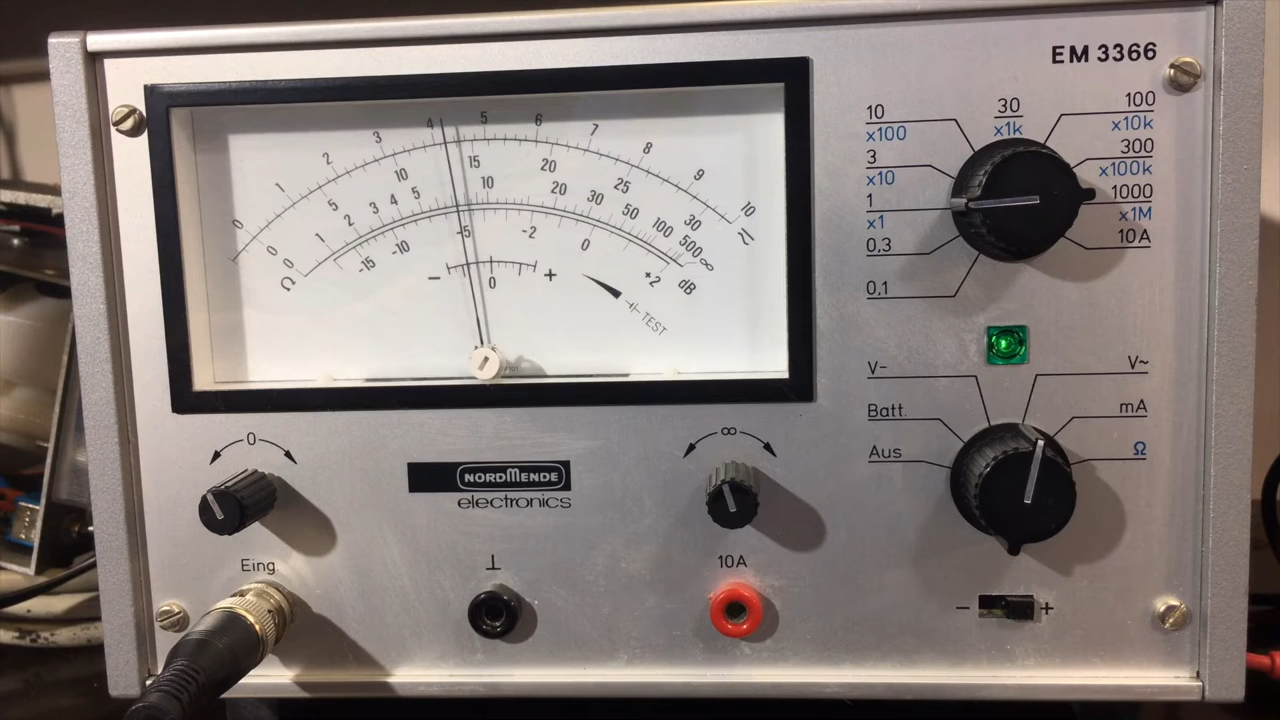 EM 3366
0 1 2 3 4 5 6 7 8 9 10
0 5 10 15 20 25 30
Ω 0 1 2 3 4 5 10 20 30 50 100 500 ∞
-15 -10 -5 -2 0 +2 dB
− 0 +
TEST
10 30 100
x100 x1k x10k
3 300
x10 x100k
1 1000
x1 x1M
0,3 10A
0,1
V- V~
Batt. mA
Aus Ω
0 ∞
NORDMENDE
electronics
Eing. ⊥ 10A
− +